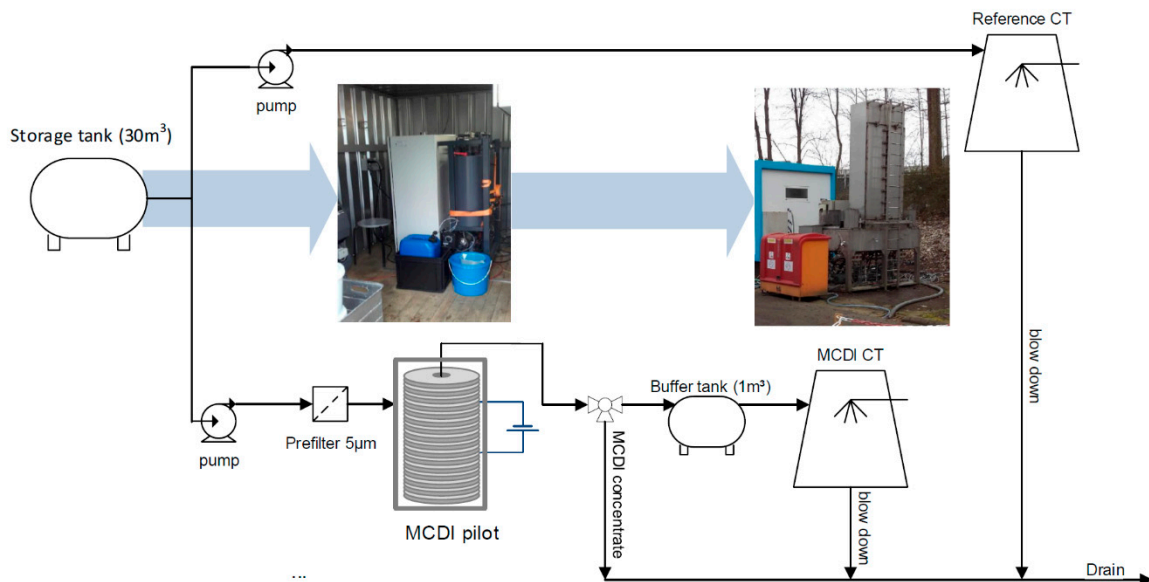 Reference CT
pump
Storage tank (30m³)
blow down
MCDI CT
Buffer tank (1m³)
Prefilter 5µm
pump
MCDI pilot
MCDI concentrate
blow down
Drain
...